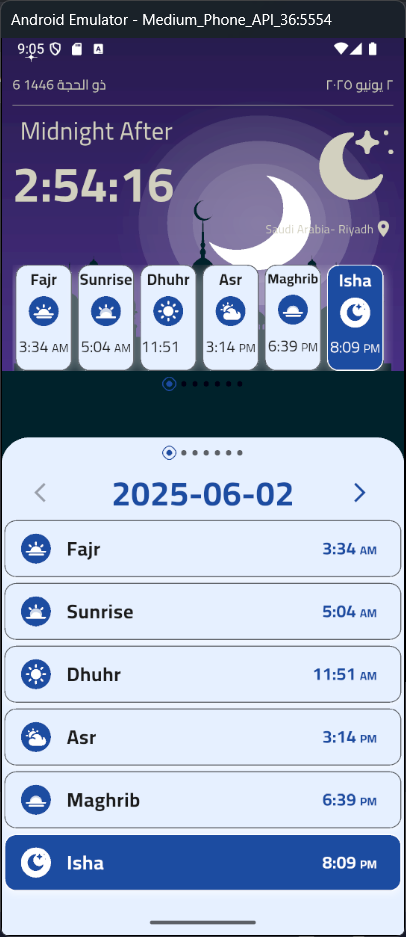 Android Emulator - Medium_Phone_API_36:5554
9:05 A
6 ذو الحجة 1446
٢ يونيو ٢٠٢٥
Midnight After
2:54:16
Saudi Arabia- Riyadh
Fajr Sunrise Dhuhr Asr Maghrib Isha
3:34 AM 5:04 AM 11:51 3:14 PM 6:39 PM 8:09 PM
2025-06-02
Fajr 3:34 AM
Sunrise 5:04 AM
Dhuhr 11:51 AM
Asr 3:14 PM
Maghrib 6:39 PM
Isha 8:09 PM